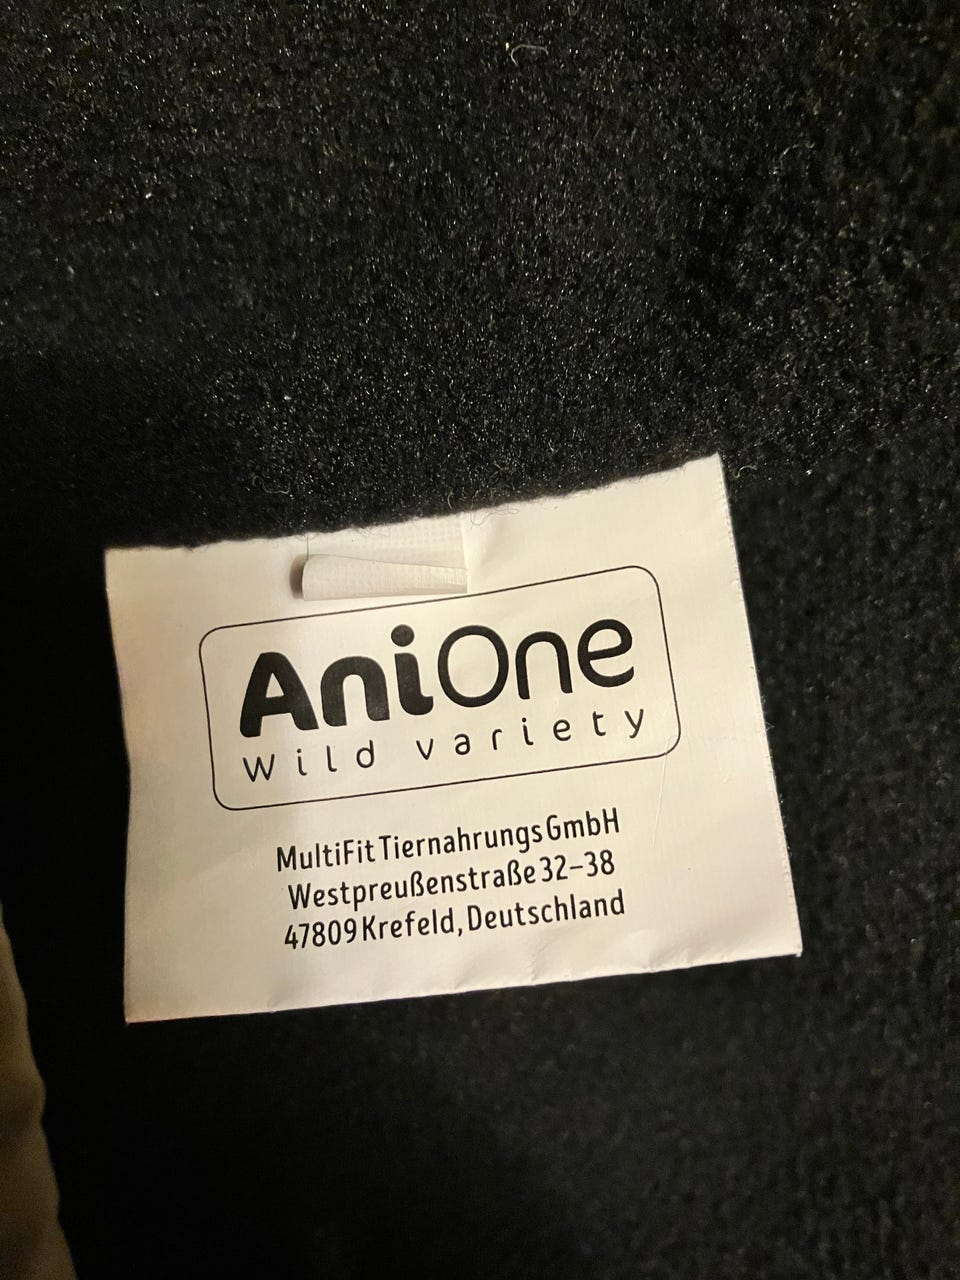 AniOne
Wild variety
MultiFit Tiernahrungs GmbH
Westpreußenstraße 32–38
47809 Krefeld, Deutschland